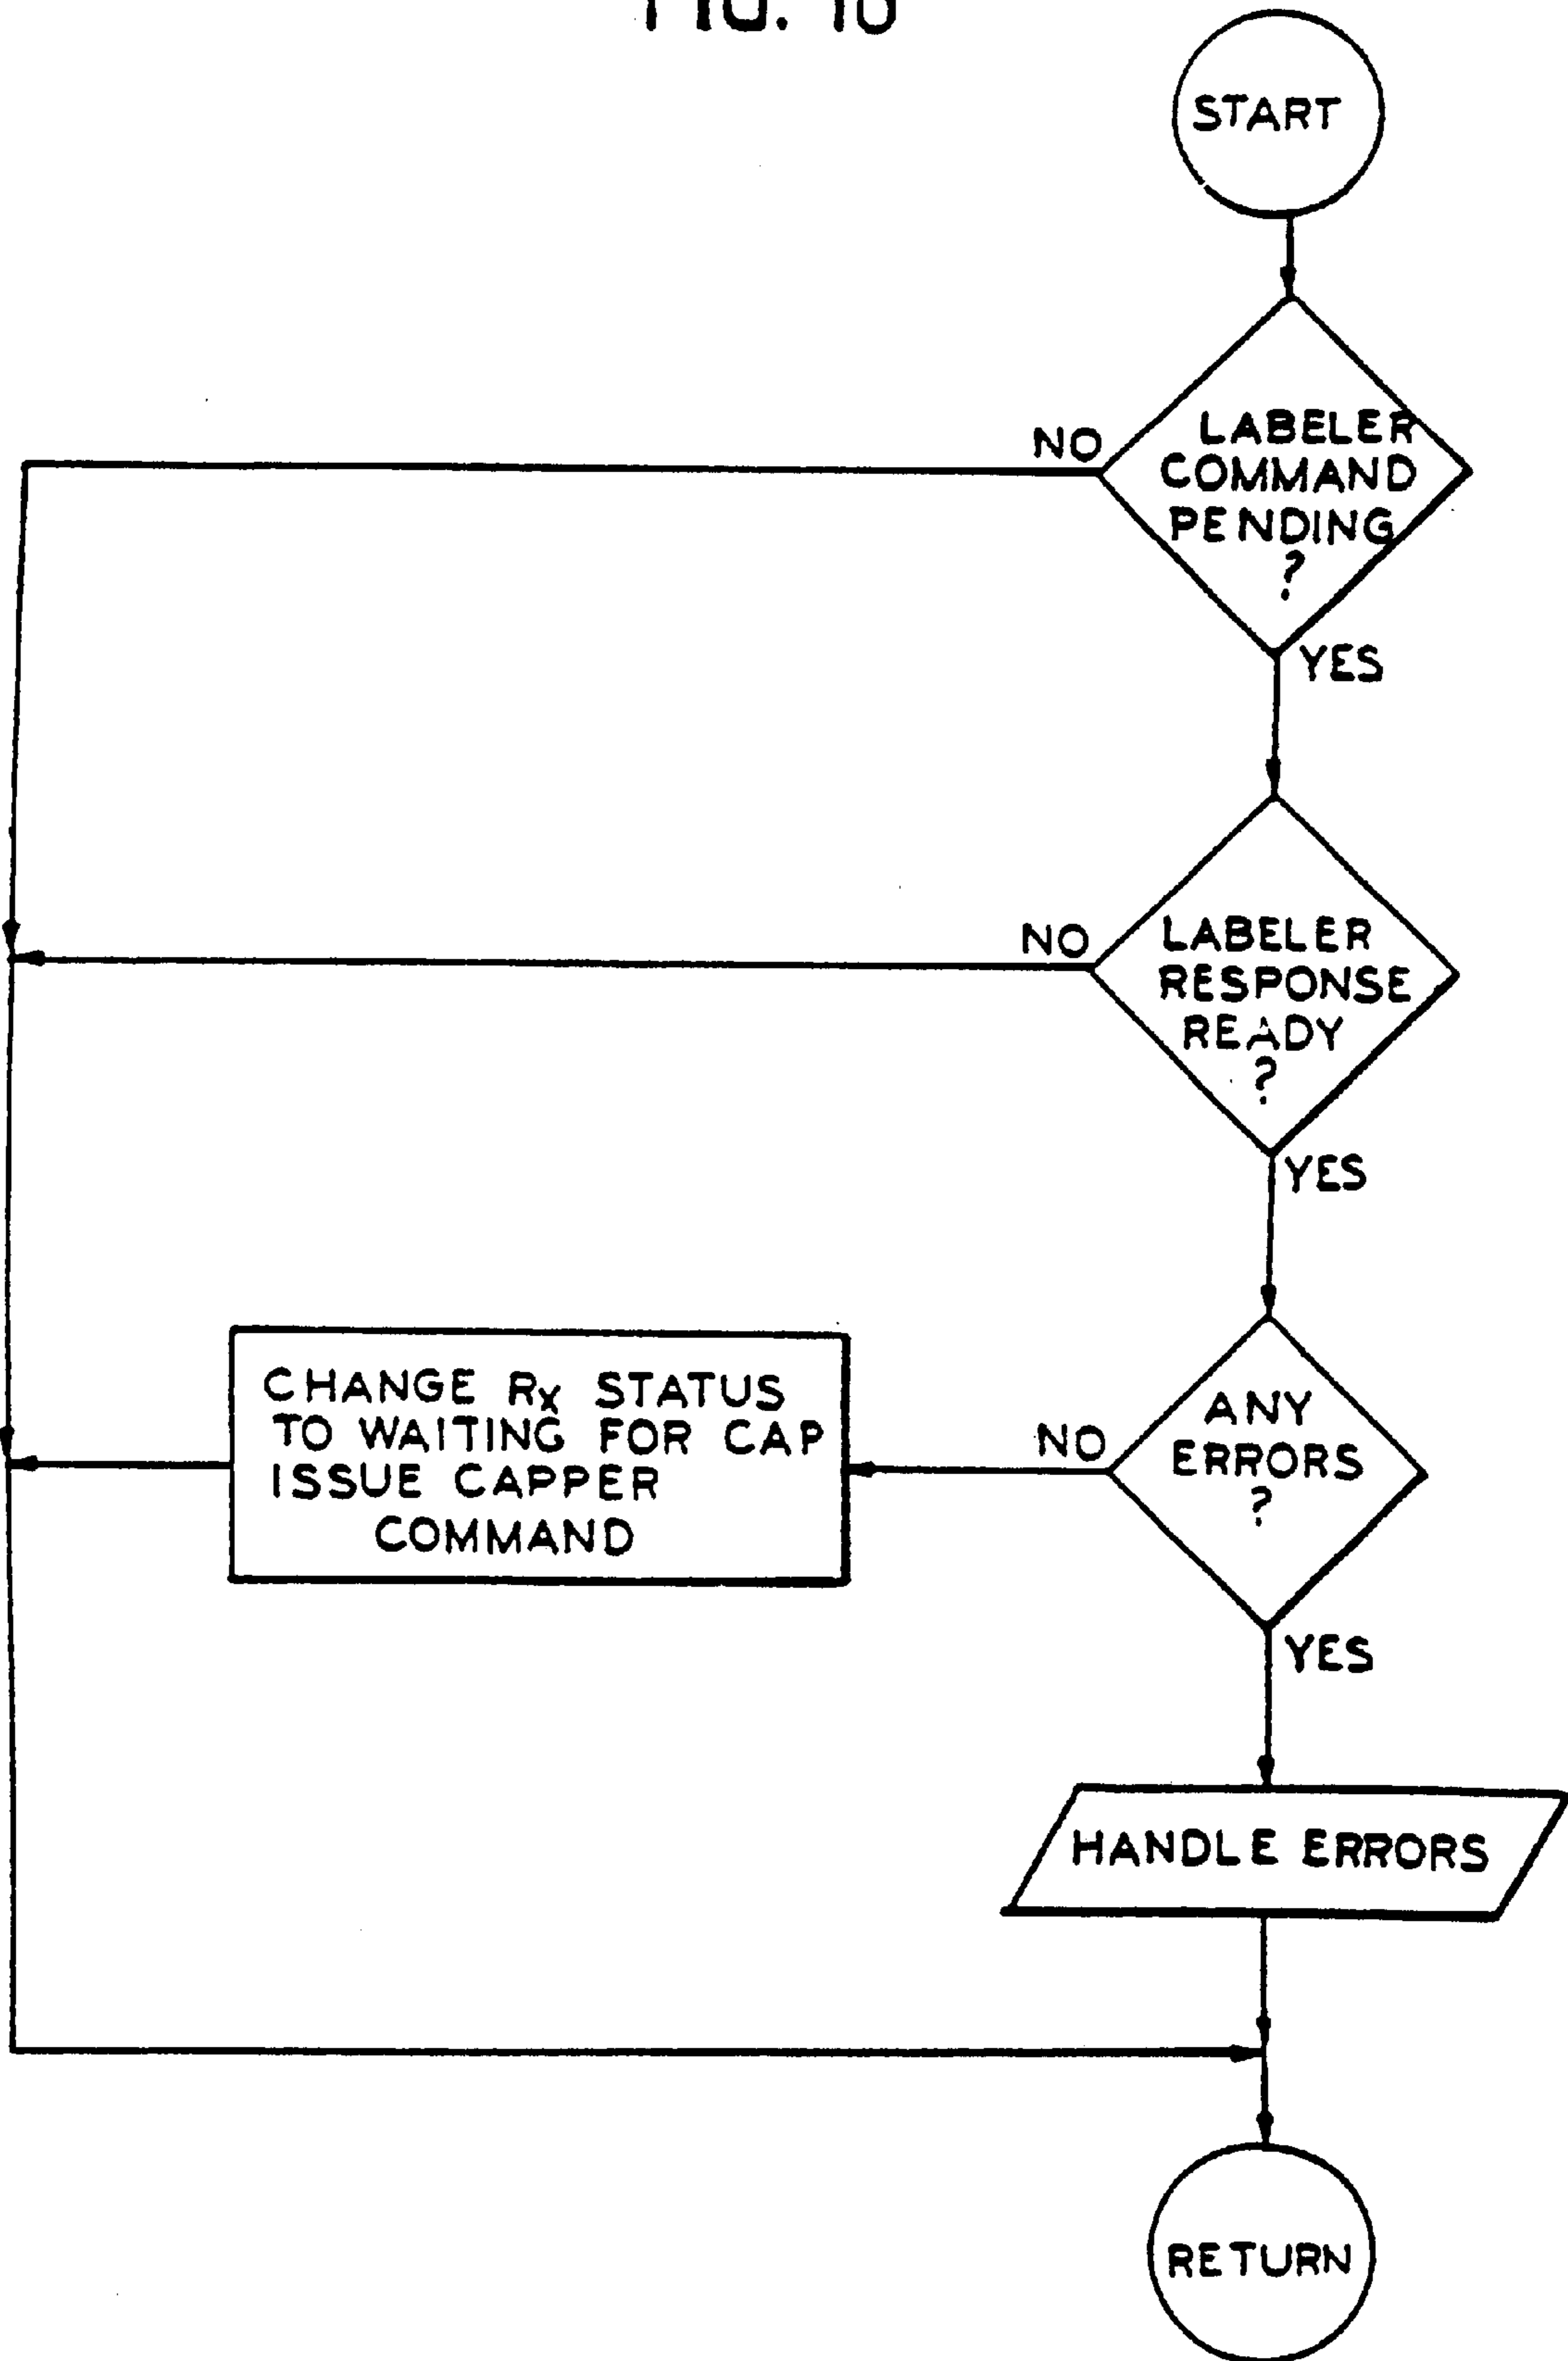 START
NO
LABELER
COMMAND
PENDING
?
YES
NO
LABELER
RESPONSE
READY
?
YES
CHANGE Rx STATUS
TO WAITING FOR CAP
ISSUE CAPPER
COMMAND
NO
ANY
ERRORS
?
YES
HANDLE ERRORS
RETURN